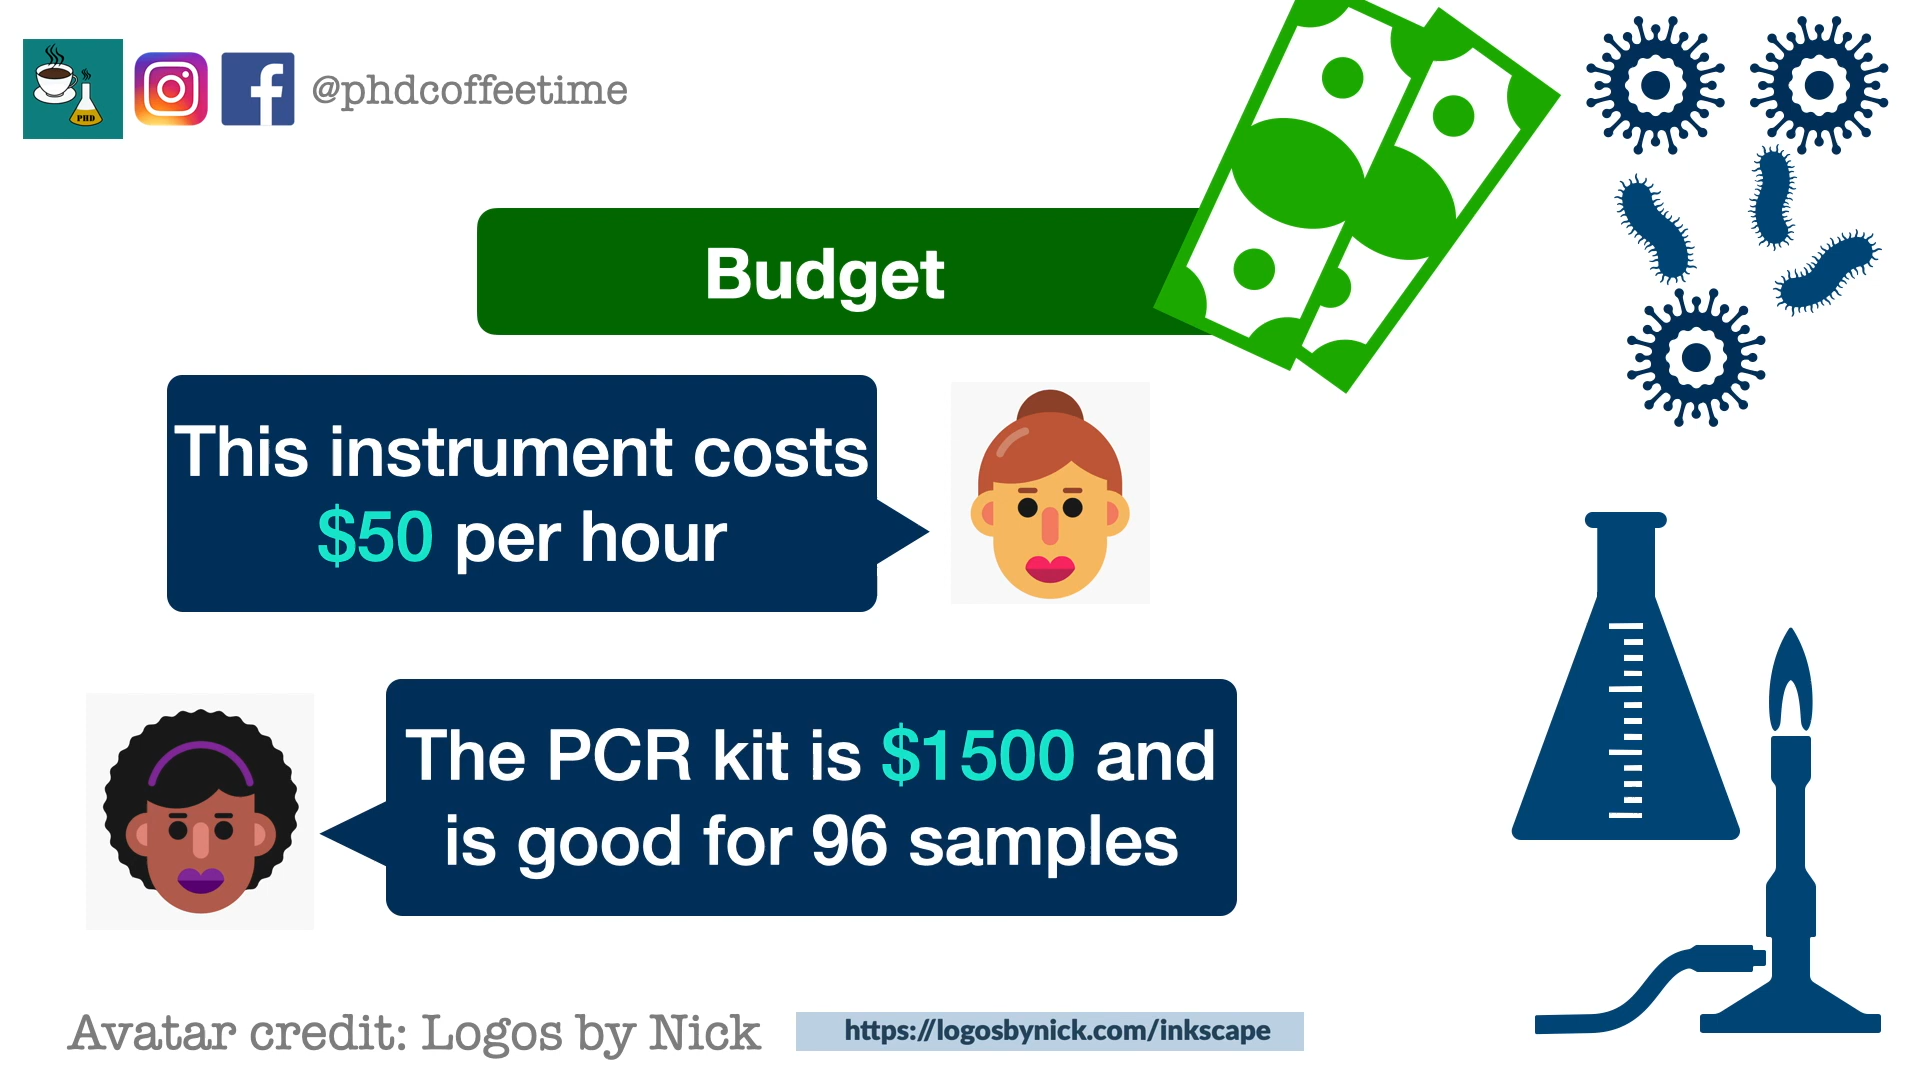 PHD
@phdcoffeetime
Budget
This instrument costs
$50 per hour
The PCR kit is $1500 and
is good for 96 samples
Avatar credit: Logos by Nick
https://logosbynick.com/inkscape